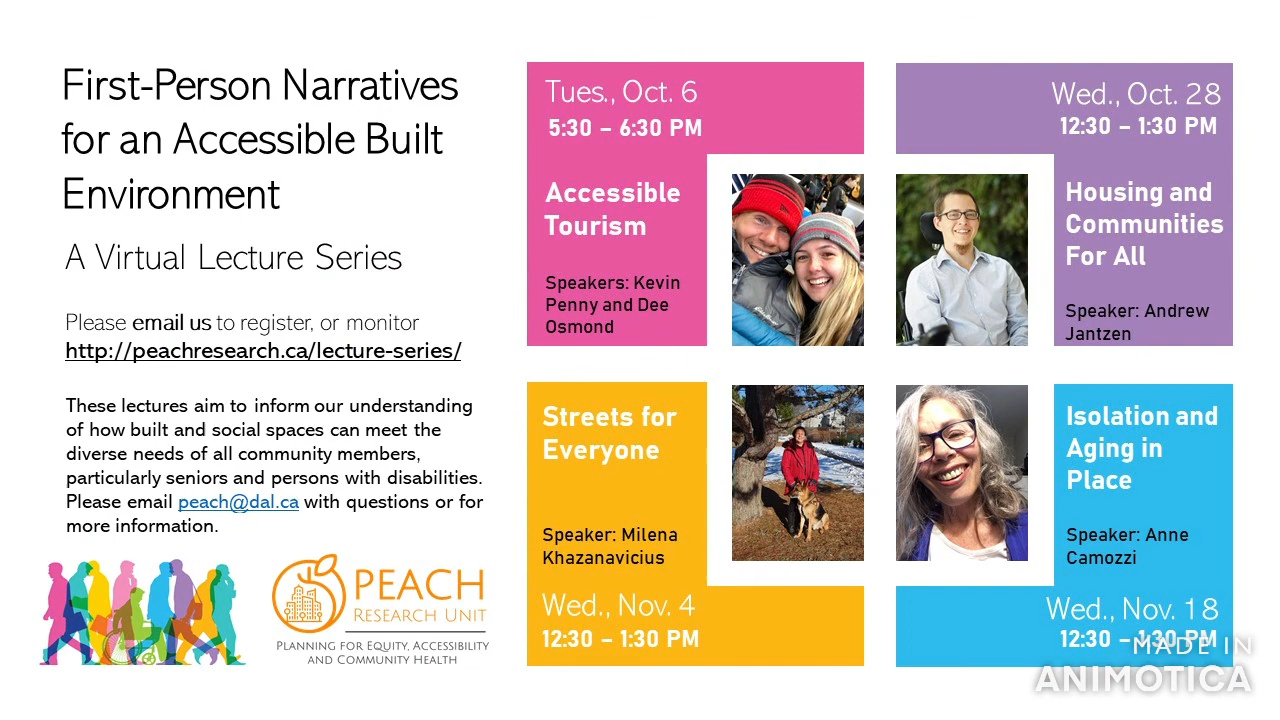 First-Person Narratives
for an Accessible Built
Environment
A Virtual Lecture Series
Please email us to register, or monitor
http://peachresearch.ca/lecture-series/
These lectures aim to inform our understanding
of how built and social spaces can meet the
diverse needs of all community members,
particularly seniors and persons with disabilities.
Please email peach@dal.ca with questions or for
more information.
PEACH
RESEARCH UNIT
PLANNING FOR EQUITY, ACCESSIBILITY
AND COMMUNITY HEALTH
Tues., Oct. 6
5:30 – 6:30 PM
Accessible
Tourism
Speakers: Kevin
Penny and Dee
Osmond
Wed., Oct. 28
12:30 – 1:30 PM
Housing and
Communities
For All
Speaker: Andrew
Jantzen
Streets for
Everyone
Speaker: Milena
Khazanavicius
Wed., Nov. 4
12:30 – 1:30 PM
Isolation and
Aging in
Place
Speaker: Anne
Camozzi
Wed., Nov. 18
12:30 – 1:30 PM
MADE IN
ANIMOTICA